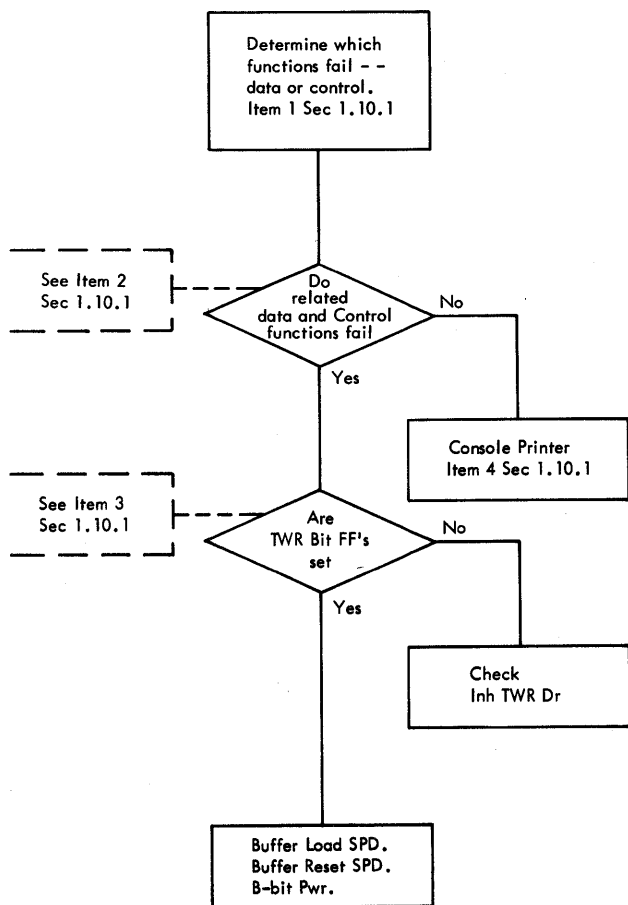 Determine which
functions fail --
data or control.
Item 1 Sec 1.10.1
See Item 2
Sec 1.10.1
Do
related
data and Control
functions fail
No
Yes
Console Printer
Item 4 Sec 1.10.1
See Item 3
Sec 1.10.1
Are
TWR Bit FF's
set
No
Yes
Check
Inh TWR Dr
Buffer Load SPD.
Buffer Reset SPD.
B-bit Pwr.